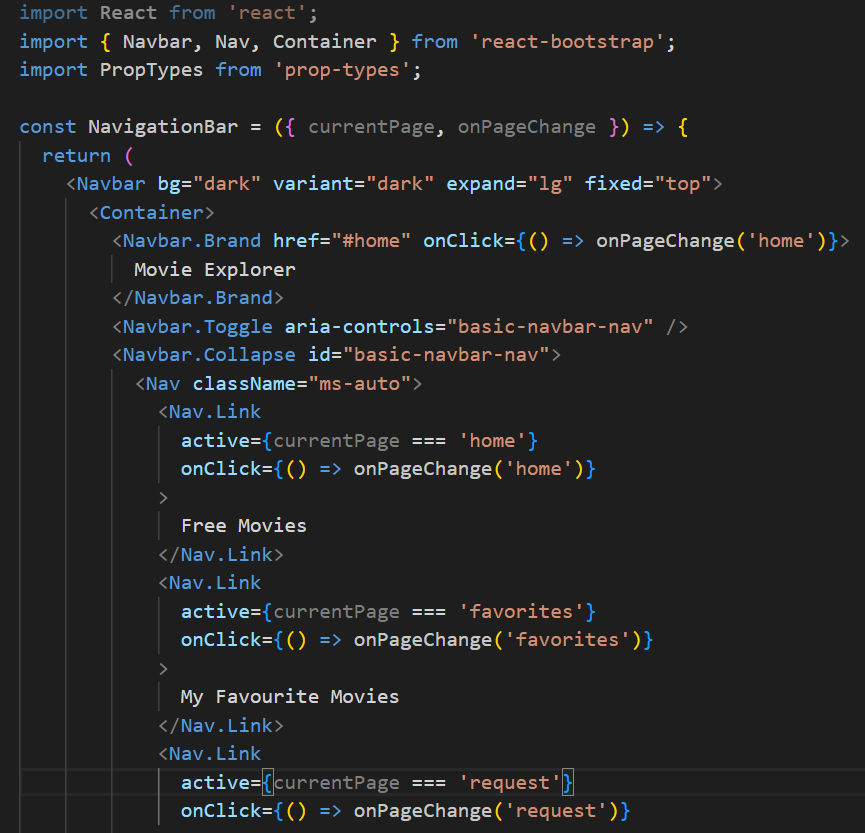 import React from 'react';
import { Navbar, Nav, Container } from 'react-bootstrap';
import PropTypes from 'prop-types';

const NavigationBar = ({ currentPage, onPageChange }) => {
  return (
    <Navbar bg="dark" variant="dark" expand="lg" fixed="top">
      <Container>
        <Navbar.Brand href="#home" onClick={() => onPageChange('home')}>
          Movie Explorer
        </Navbar.Brand>
        <Navbar.Toggle aria-controls="basic-navbar-nav" />
        <Navbar.Collapse id="basic-navbar-nav">
          <Nav className="ms-auto">
            <Nav.Link
              active={currentPage === 'home'}
              onClick={() => onPageChange('home')}
            >
              Free Movies
            </Nav.Link>
            <Nav.Link
              active={currentPage === 'favorites'}
              onClick={() => onPageChange('favorites')}
            >
              My Favourite Movies
            </Nav.Link>
            <Nav.Link
              active={currentPage === 'request'}
              onClick={() => onPageChange('request')}